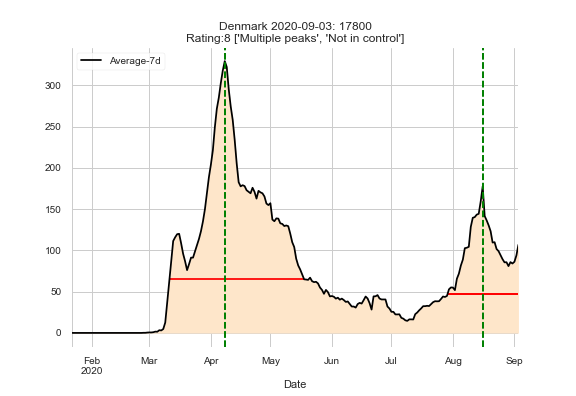 Denmark 2020-09-03: 17800
Rating:8 ['Multiple peaks', 'Not in control']
Average-7d
300
250
200
150
100
50
0
Feb Mar Apr May Jun Jul Aug Sep
2020
Date